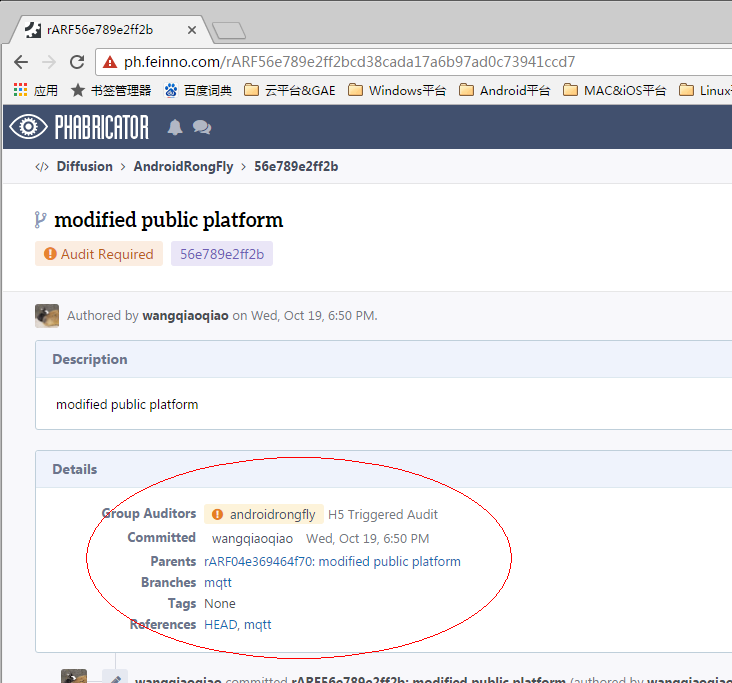 rARF56e789e2ff2b
ph.feinno.com/rARF56e789e2ff2bcd38cada17a6b97ad0c73941ccd7
应用 书签管理器 百度词典 云平台&GAE Windows平台 Android平台 MAC&iOS平台 Linux
PHABRICATOR
Diffusion > AndroidRongFly > 56e789e2ff2b
modified public platform
Audit Required 56e789e2ff2b
Authored by wangqiaoqiao on Wed, Oct 19, 6:50 PM.
Description
modified public platform
Details
Group Auditors androidrongfly H5 Triggered Audit
Committed wangqiaoqiao Wed, Oct 19, 6:50 PM
Parents rARF04e369464f70: modified public platform
Branches mqtt
Tags None
References HEAD, mqtt
wangqiaoqiao committed rARF56e789e2ff2b: modified public platform (authored by wangqiaoqiao